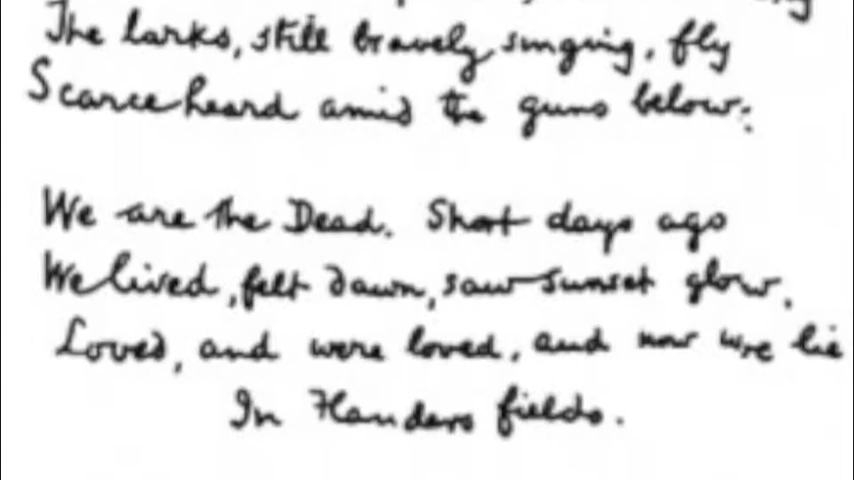 The larks, still bravely singing, fly
Scarce heard amid the guns below.
We are the Dead. Short days ago
We lived, felt dawn, saw sunset glow,
Loved, and were loved, and now we lie
In Flanders fields.